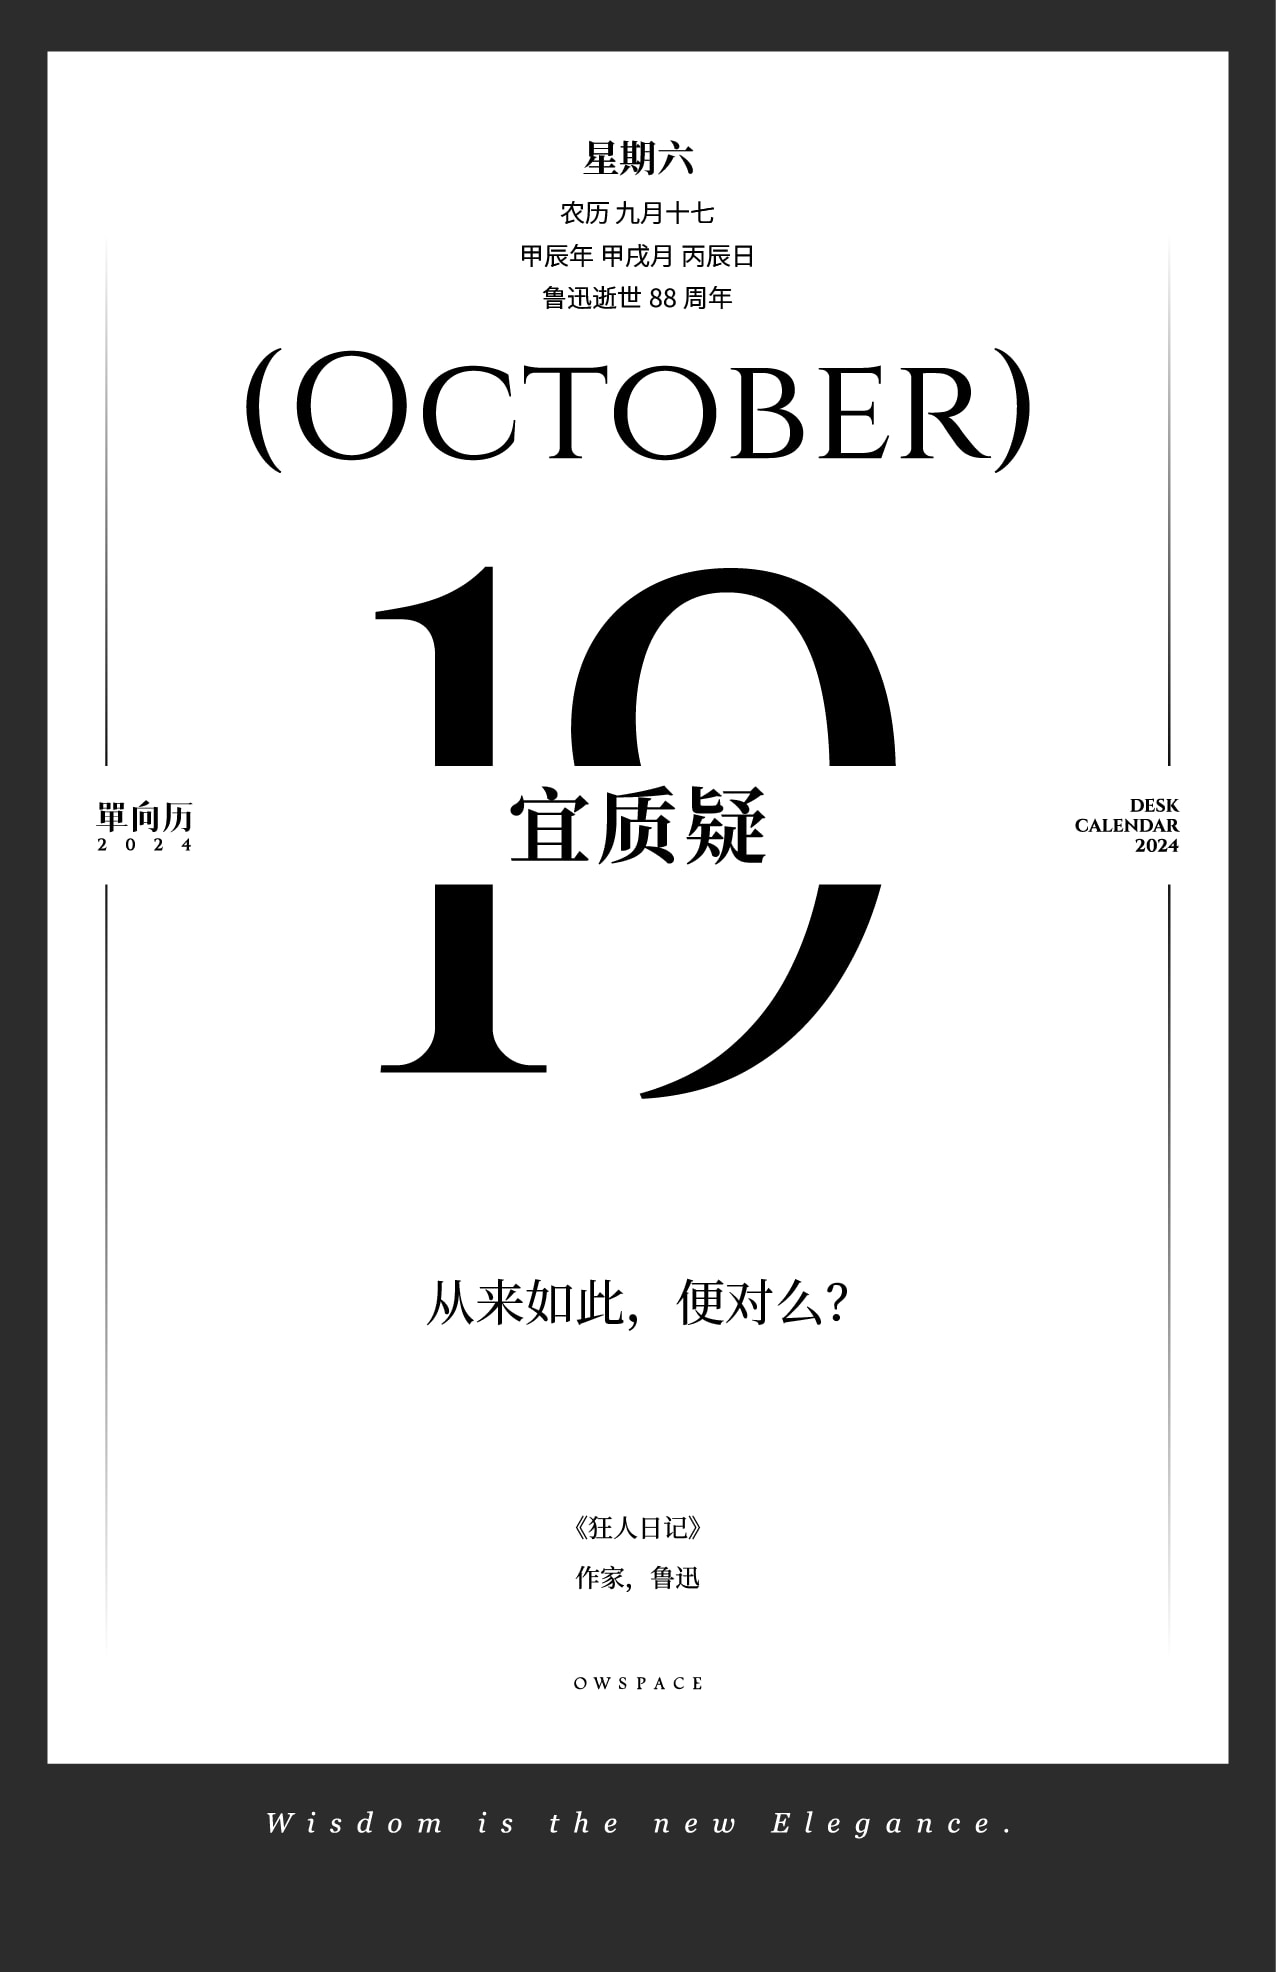 星期六
农历 九月十七
甲辰年 甲戌月 丙辰日
鲁迅逝世 88 周年
(OCTOBER)
19
單向历
2024
宜质疑
DESK
CALENDAR
2024
从来如此，便对么？
《狂人日记》
作家，鲁迅
OWSPACE
Wisdom is the new Elegance.